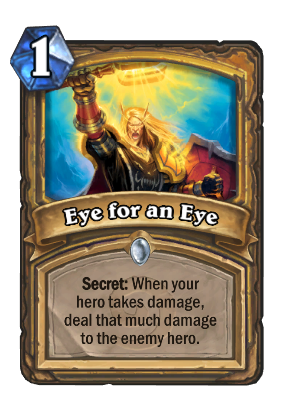 1
Eye for an Eye
Secret: When your
hero takes damage,
deal that much damage
to the enemy hero.